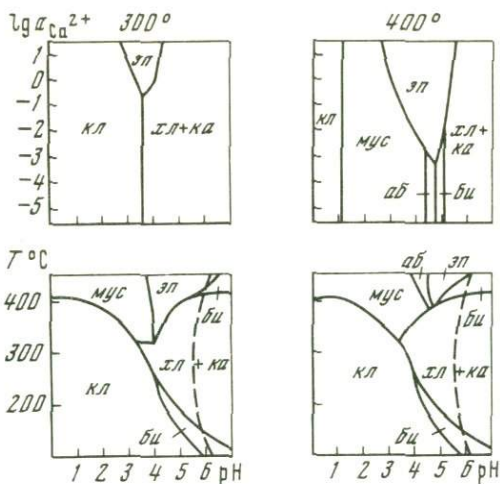 lg a Ca²⁺ 300° 400°
1
0
-1
-2
-3
-4
-5
эп
кл
хл+ка
кл
мус
эп
хл+
ка
аб
би
T °C
400
300
200
мус
эп
би
кл
хл+ка
би
1 2 3 4 5 6 pH
аб
эп
мус
би
кл
хл+ка
би
1 2 3 4 5 6 pH